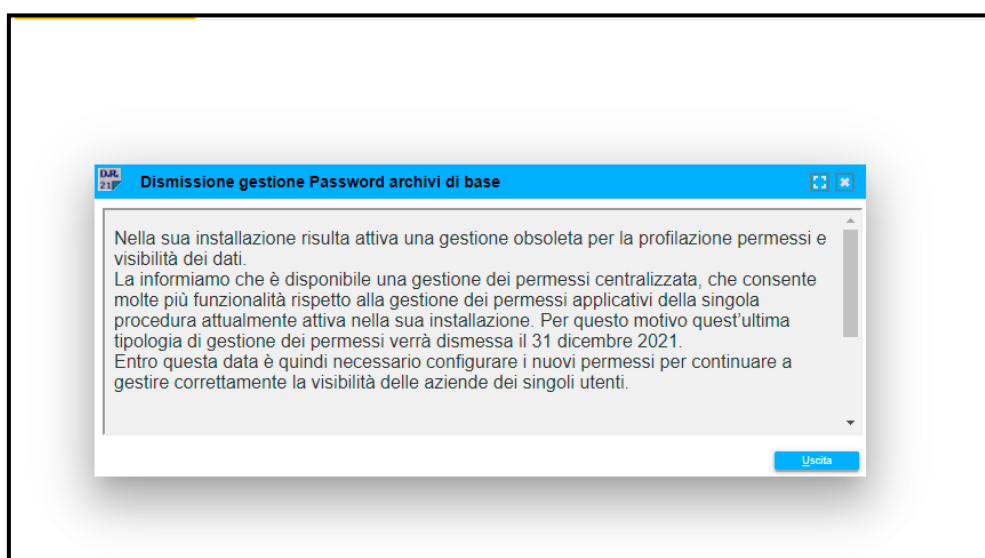 D.R.
21
Dismissione gestione Password archivi di base
Nella sua installazione risulta attiva una gestione obsoleta per la profilazione permessi e
visibilità dei dati.
La informiamo che è disponibile una gestione dei permessi centralizzata, che consente
molte più funzionalità rispetto alla gestione dei permessi applicativi della singola
procedura attualmente attiva nella sua installazione. Per questo motivo quest'ultima
tipologia di gestione dei permessi verrà dismessa il 31 dicembre 2021.
Entro questa data è quindi necessario configurare i nuovi permessi per continuare a
gestire correttamente la visibilità delle aziende dei singoli utenti.
Uscita